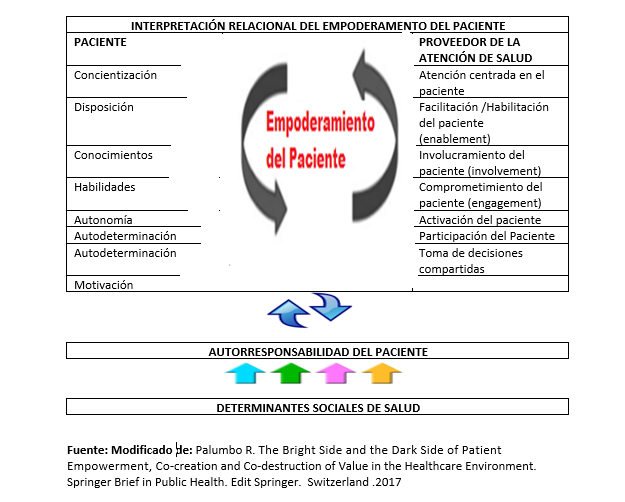 INTERPRETACIÓN RELACIONAL DEL EMPODERAMENTO DEL PACIENTE
PACIENTE
Concientización
Disposición
Conocimientos
Habilidades
Autonomía
Autodeterminación
Autodeterminación
Motivación
Empoderamiento
del Paciente
PROVEEDOR DE LA
ATENCIÓN DE SALUD
Atención centrada en el
paciente
Facilitación /Habilitación
del paciente
(enablement)
Involucramiento del
paciente (involvement)
Comprometimiento del
paciente (engagement)
Activación del paciente
Participación del Paciente
Toma de decisiones
compartidas
AUTORRESPONSABILIDAD DEL PACIENTE
DETERMINANTES SOCIALES DE SALUD
Fuente: Modificado de: Palumbo R. The Bright Side and the Dark Side of Patient
Empowerment, Co-creation and Co-destruction of Value in the Healthcare Environment.
Springer Brief in Public Health. Edit Springer.  Switzerland .2017